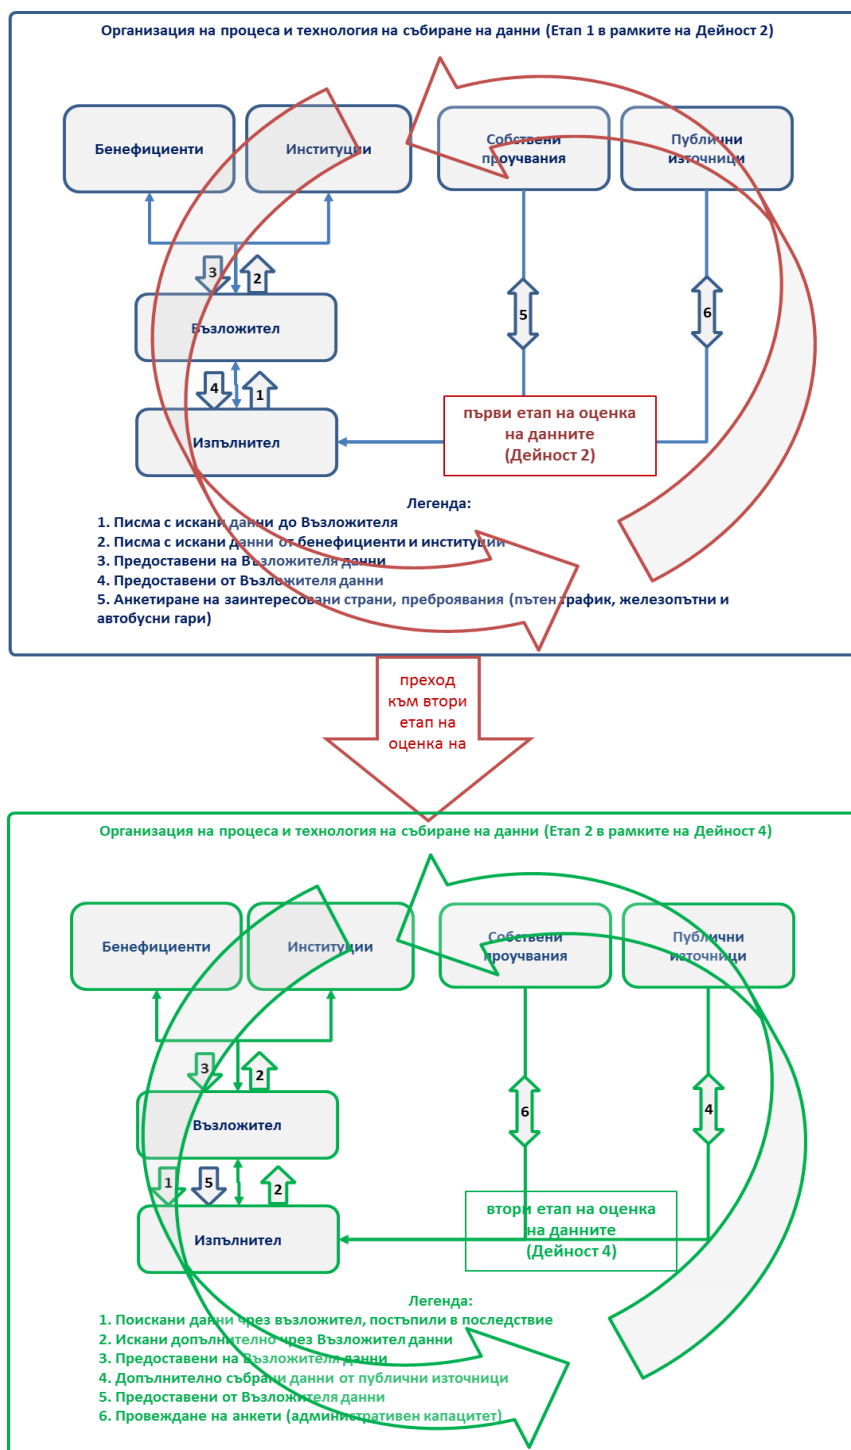 Организация на процеса и технология на събиране на данни (Етап 1 в рамките на Дейност 2)
Бенефициенти
Институции
Собствени
проучвания
Публични
източници
3
2
5
6
Възложител
4
1
Изпълнител
първи етап на оценка
на данните
(Дейност 2)
Легенда:
1. Писма с искани данни до Възложителя
2. Писма с искани данни от бенефициенти и институции
3. Предоставени на Възложителя данни
4. Предоставени от Възложителя данни
5. Анкетиране на заинтересовани страни, преброявания (пътен трафик, железопътни и
автобусни гари)
преход
към втори
етап на
оценка на
Организация на процеса и технология на събиране на данни (Етап 2 в рамките на Дейност 4)
Бенефициенти
Институции
Собствени
проучвания
Публични
източници
3
2
6
4
Възложител
1
5
2
Изпълнител
втори етап на оценка
на данните
(Дейност 4)
Легенда:
1. Поискани данни чрез възложител, постъпили в последствие
2. Искани допълнително чрез Възложител данни
3. Предоставени на Възложителя данни
4. Допълнително събрани данни от публични източници
5. Предоставени от Възложителя данни
6. Провеждане на анкети (административен капацитет)